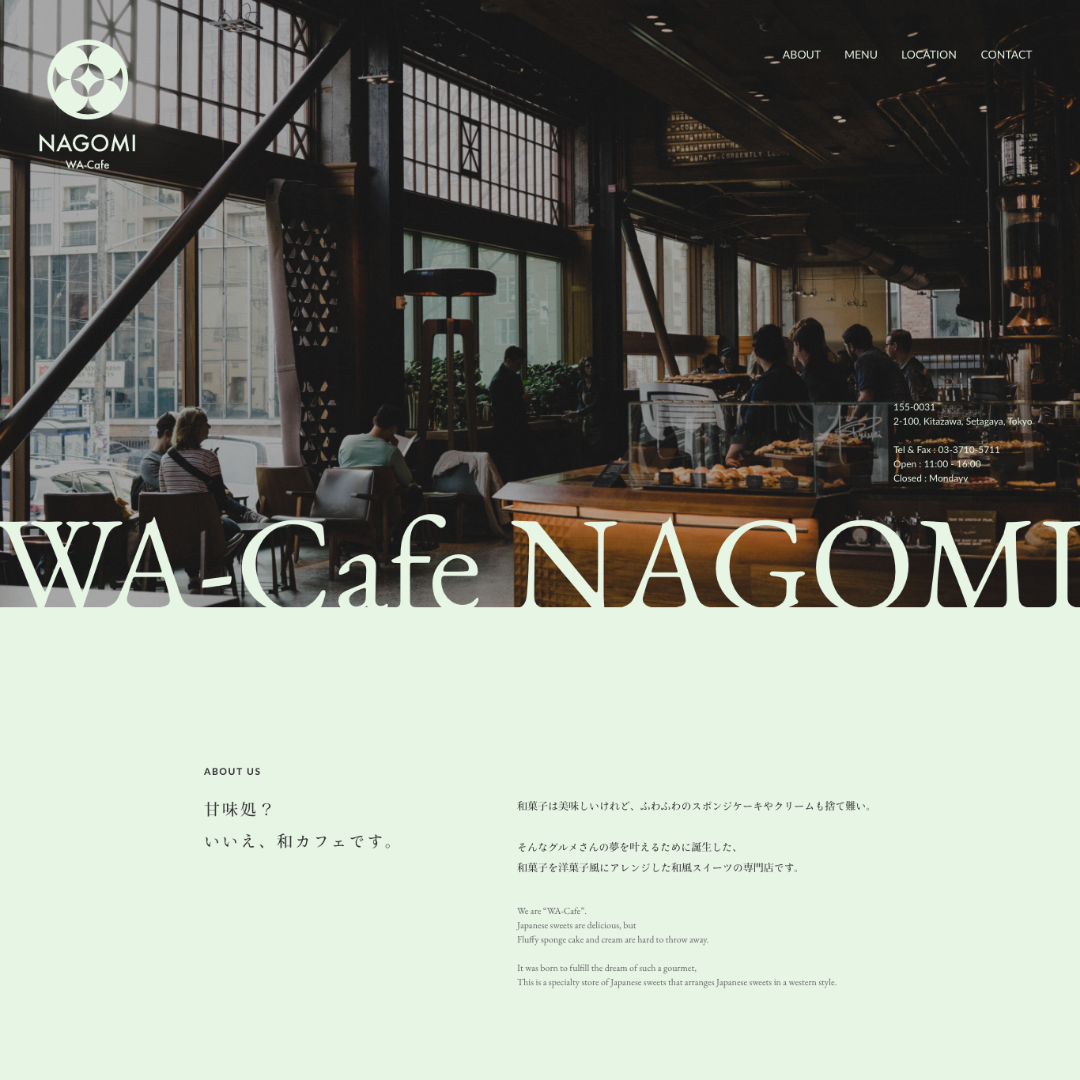 NAGOMI
WA-Cafe
ABOUT MENU LOCATION CONTACT
155-0031
2-100, Kitazawa, Setagaya, Tokyo
Tel & Fax : 03-3710-5711
Open : 11:00 - 16:00
Closed : Mondayy
WA-Cafe NAGOMI
ABOUT US
甘味処？
いいえ、和カフェです。
和菓子は美味しいけれど、ふわふわのスポンジケーキやクリームも捨て難い。
そんなグルメさんの夢を叶えるために誕生した、
和菓子を洋菓子風にアレンジした和風スイーツの専門店です。
We are “WA-Cafe”.
Japanese sweets are delicious, but
Fluffy sponge cake and cream are hard to throw away.
It was born to fulfill the dream of such a gourmet,
This is a specialty store of Japanese sweets that arranges Japanese sweets in a western style.